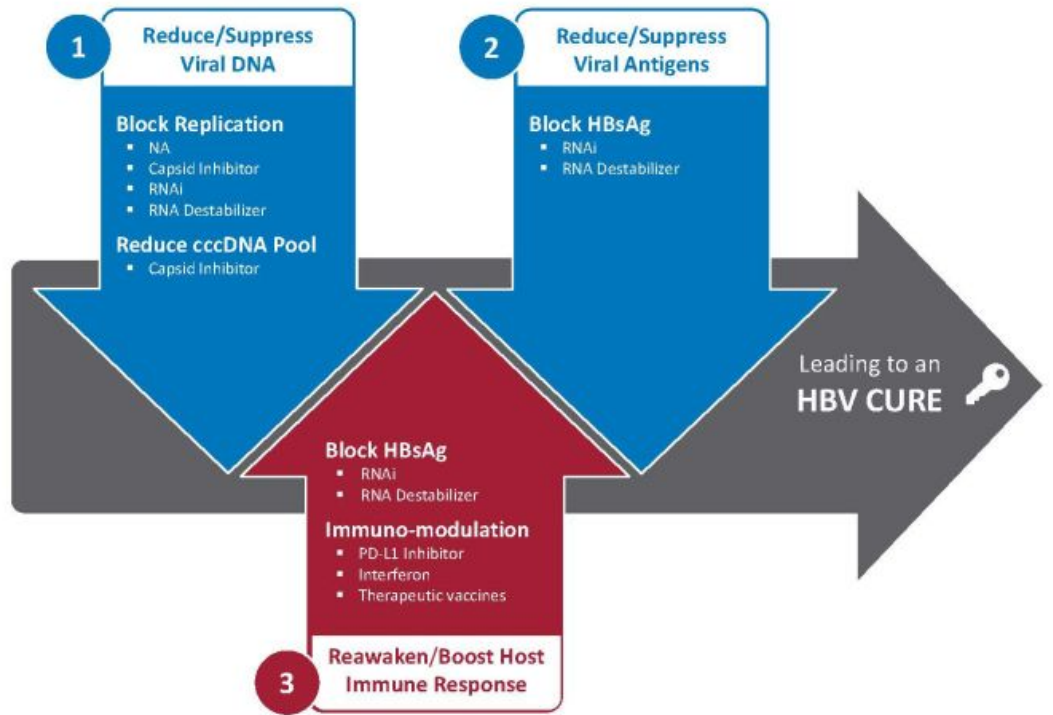 1
Reduce/Suppress
Viral DNA
Block Replication
▪ NA
▪ Capsid Inhibitor
▪ RNAi
▪ RNA Destabilizer
Reduce cccDNA Pool
▪ Capsid Inhibitor
2
Reduce/Suppress
Viral Antigens
Block HBsAg
▪ RNAi
▪ RNA Destabilizer
Leading to an
HBV CURE
Block HBsAg
▪ RNAi
▪ RNA Destabilizer
Immuno-modulation
▪ PD-L1 Inhibitor
▪ Interferon
▪ Therapeutic vaccines
3
Reawaken/Boost Host
Immune Response